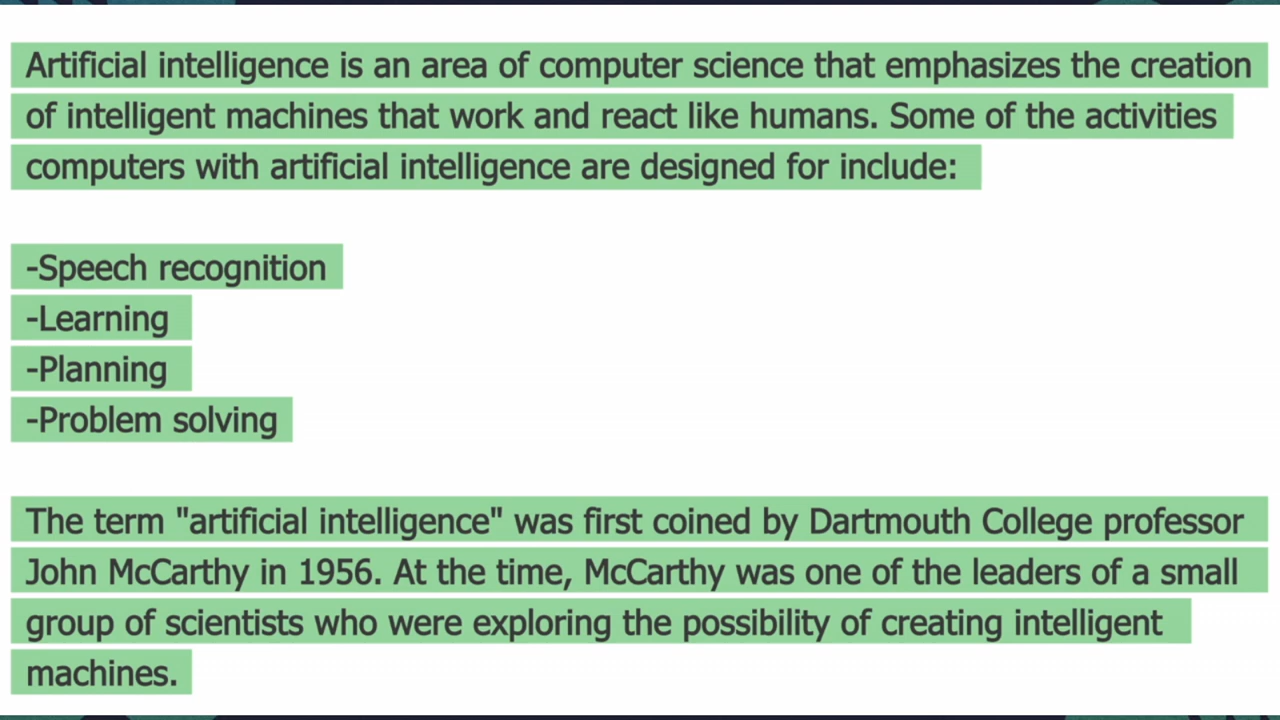 Artificial intelligence is an area of computer science that emphasizes the creation
of intelligent machines that work and react like humans. Some of the activities
computers with artificial intelligence are designed for include:
-Speech recognition
-Learning
-Planning
-Problem solving
The term "artificial intelligence" was first coined by Dartmouth College professor
John McCarthy in 1956. At the time, McCarthy was one of the leaders of a small
group of scientists who were exploring the possibility of creating intelligent
machines.